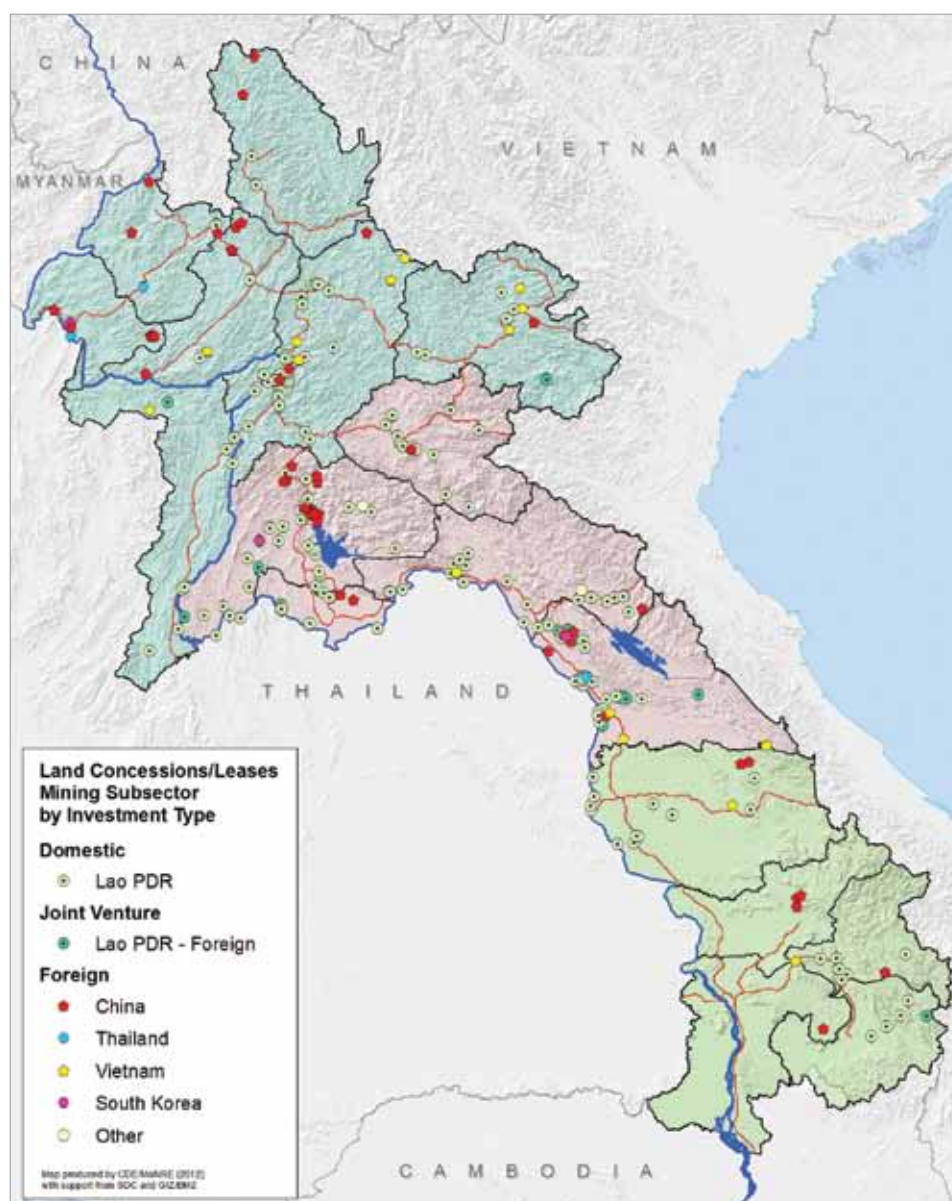 CHINA
VIETNAM
MYANMAR
THAILAND
Land Concessions/Leases
Mining Subsector
by Investment Type
Domestic
Lao PDR
Joint Venture
Lao PDR - Foreign
Foreign
China
Thailand
Vietnam
South Korea
Other
Map produced by CDE/MoNRE (2012)
with support from SDC and GIZ/BMZ
CAMBODIA